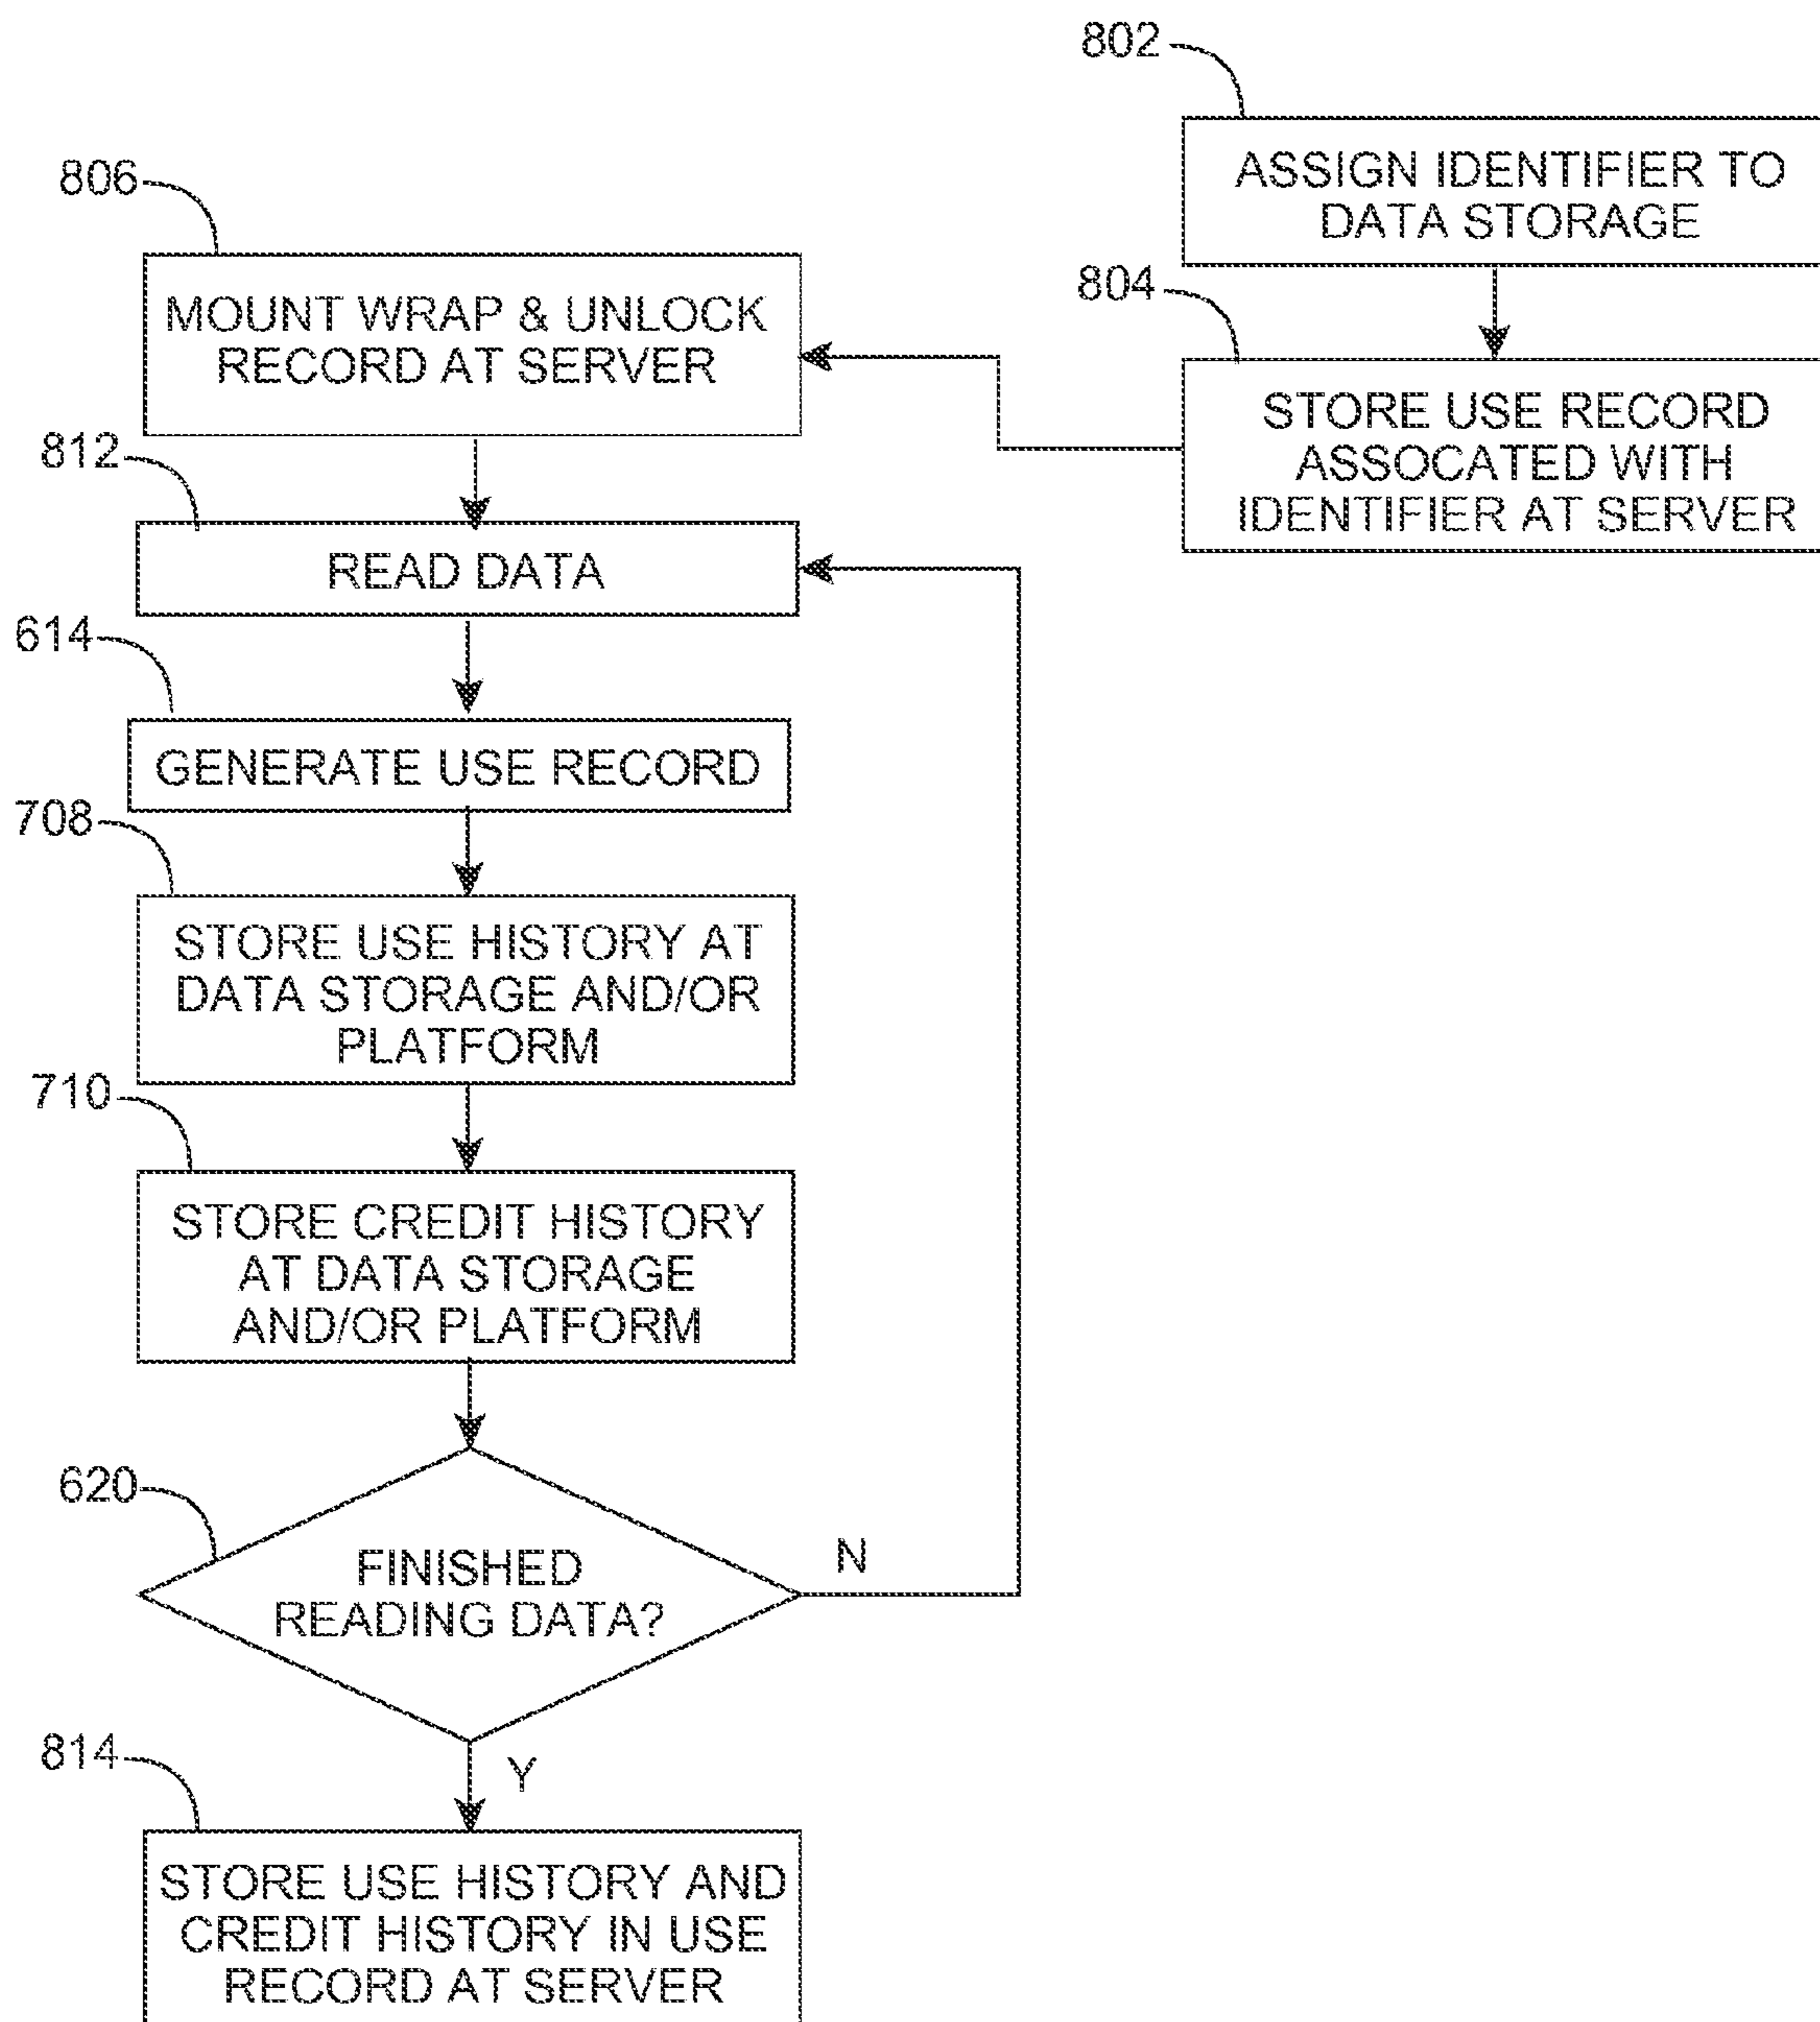 802
ASSIGN IDENTIFIER TO
DATA STORAGE
804
STORE USE RECORD
ASSOCATED WITH
IDENTIFIER AT SERVER
806
MOUNT WRAP & UNLOCK
RECORD AT SERVER
812
READ DATA
614
GENERATE USE RECORD
708
STORE USE HISTORY AT
DATA STORAGE AND/OR
PLATFORM
710
STORE CREDIT HISTORY
AT DATA STORAGE
AND/OR PLATFORM
620
FINISHED
READING DATA?
N
Y
814
STORE USE HISTORY AND
CREDIT HISTORY IN USE
RECORD AT SERVER